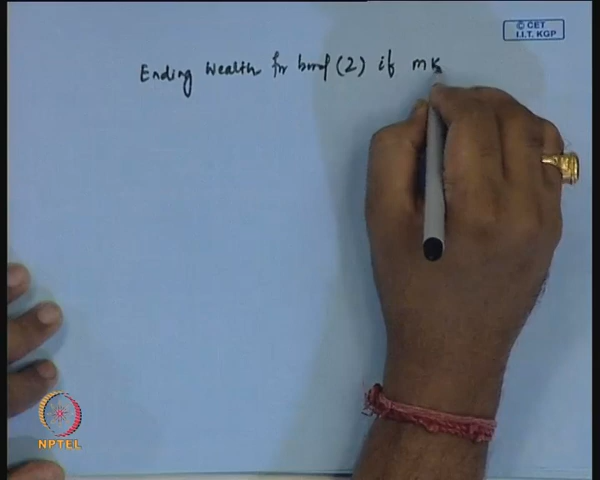 © CET
I.I.T. KGP
Ending Wealth for bond (2) if mk
NPTEL